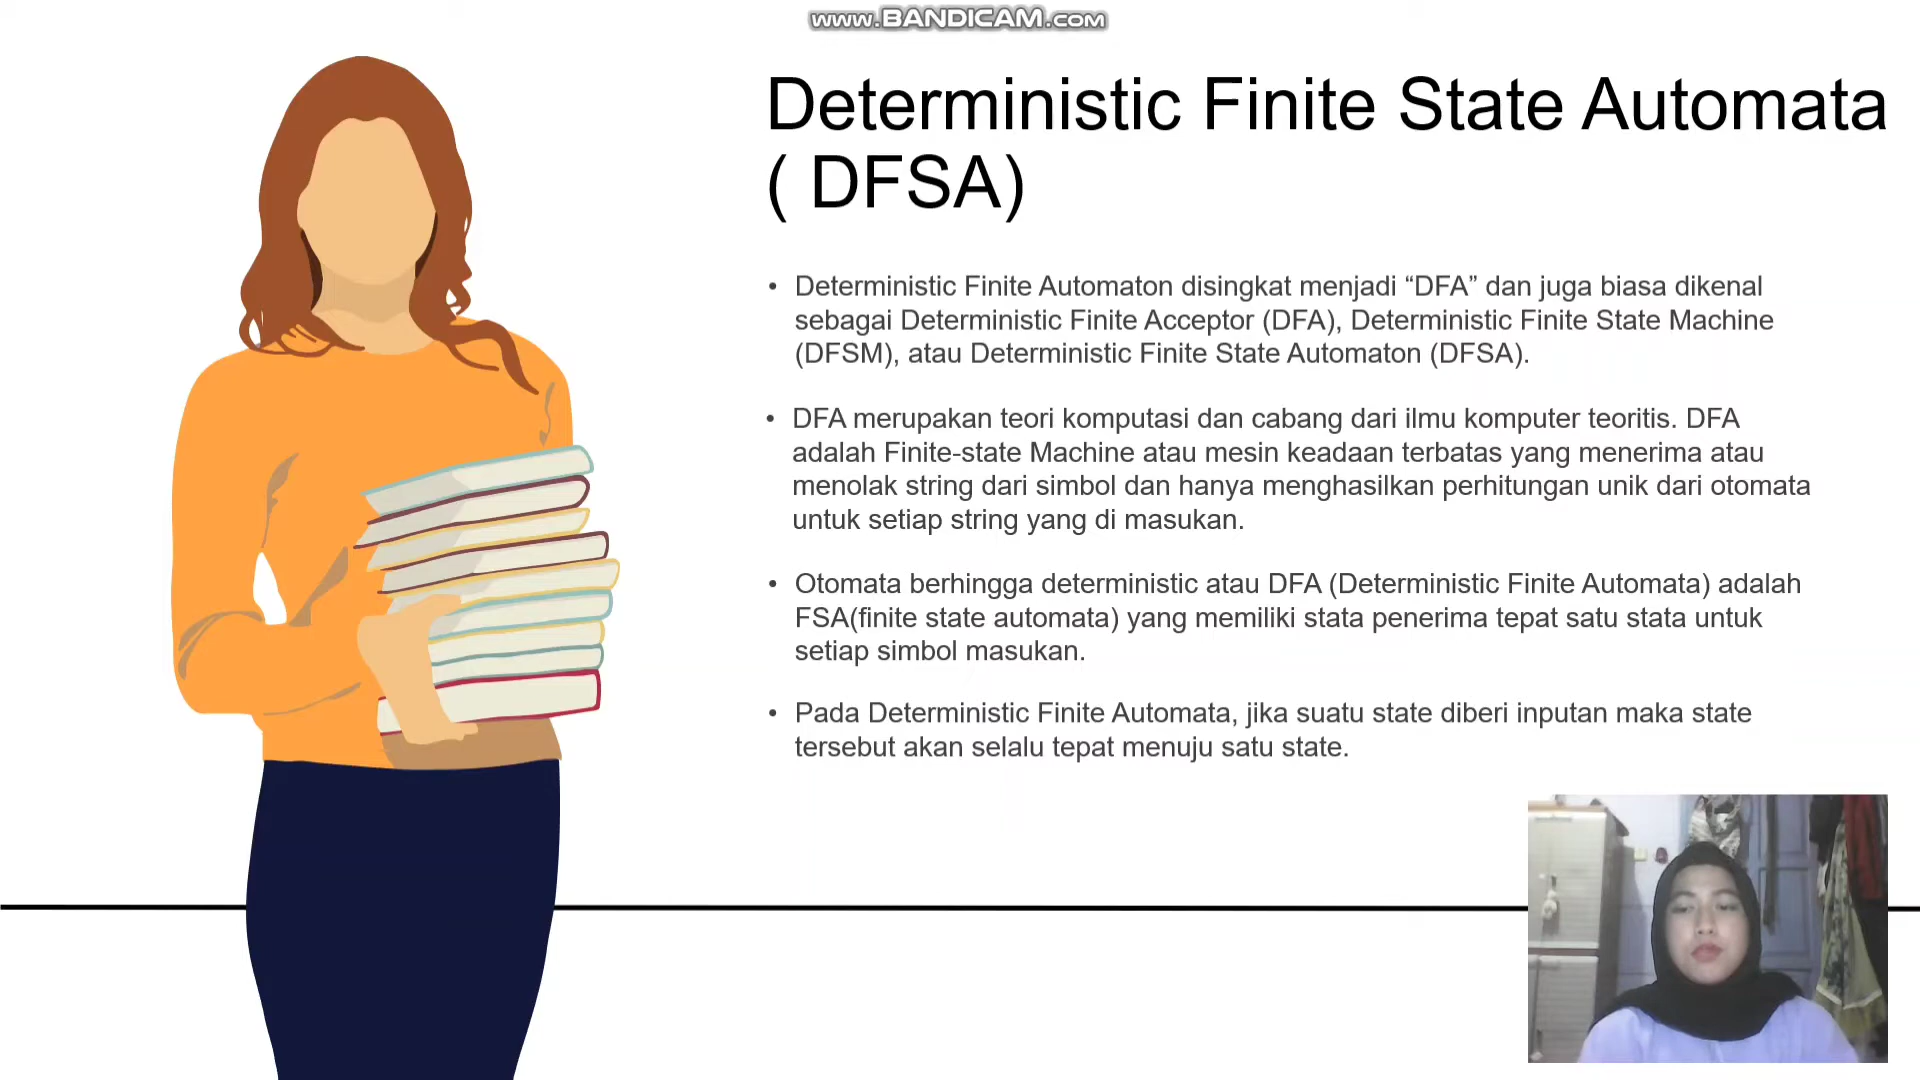 www.BANDICAM.com
Deterministic Finite State Automata
( DFSA)
• Deterministic Finite Automaton disingkat menjadi “DFA” dan juga biasa dikenal
sebagai Deterministic Finite Acceptor (DFA), Deterministic Finite State Machine
(DFSM), atau Deterministic Finite State Automaton (DFSA).
• DFA merupakan teori komputasi dan cabang dari ilmu komputer teoritis. DFA
adalah Finite-state Machine atau mesin keadaan terbatas yang menerima atau
menolak string dari simbol dan hanya menghasilkan perhitungan unik dari otomata
untuk setiap string yang di masukan.
• Otomata berhingga deterministic atau DFA (Deterministic Finite Automata) adalah
FSA(finite state automata) yang memiliki stata penerima tepat satu stata untuk
setiap simbol masukan.
• Pada Deterministic Finite Automata, jika suatu state diberi inputan maka state
tersebut akan selalu tepat menuju satu state.